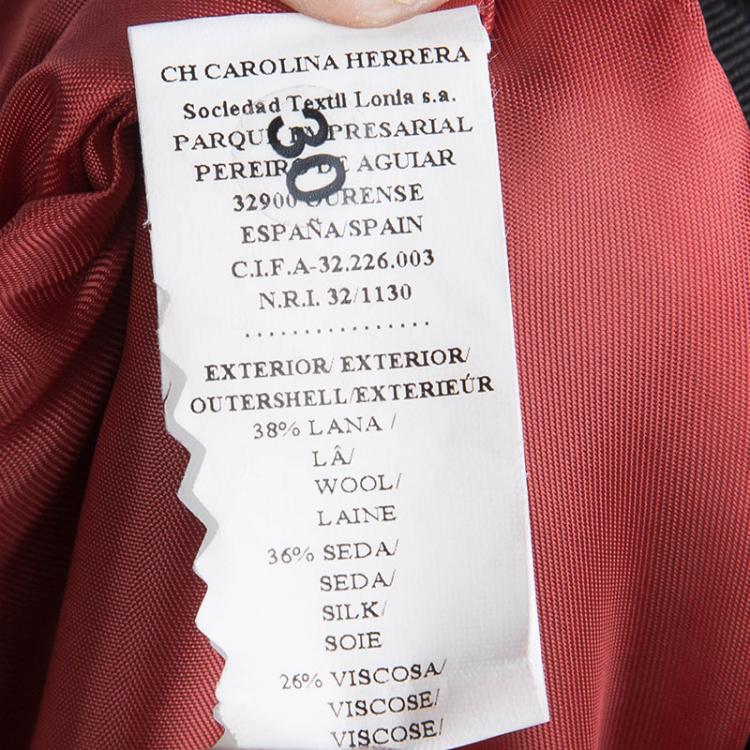 CH CAROLINA HERRERA
Sociedad Textil Lonia s.a.
PARQUE EMPRESARIAL
PEREIRO DE AGUIAR
30
32900 OURENSE
ESPAÑA/SPAIN
C.I.F.A-32.226.003
N.R.I. 32/1130
EXTERIOR/ EXTERIOR/
OUTERSHELL/EXTERIEÚR
38% LANA /
LÂ/
WOOL/
LAINE
36% SEDA/
SEDA/
SILK/
SOIE
26% VISCOSA/
VISCOSE/
VISCOSE/